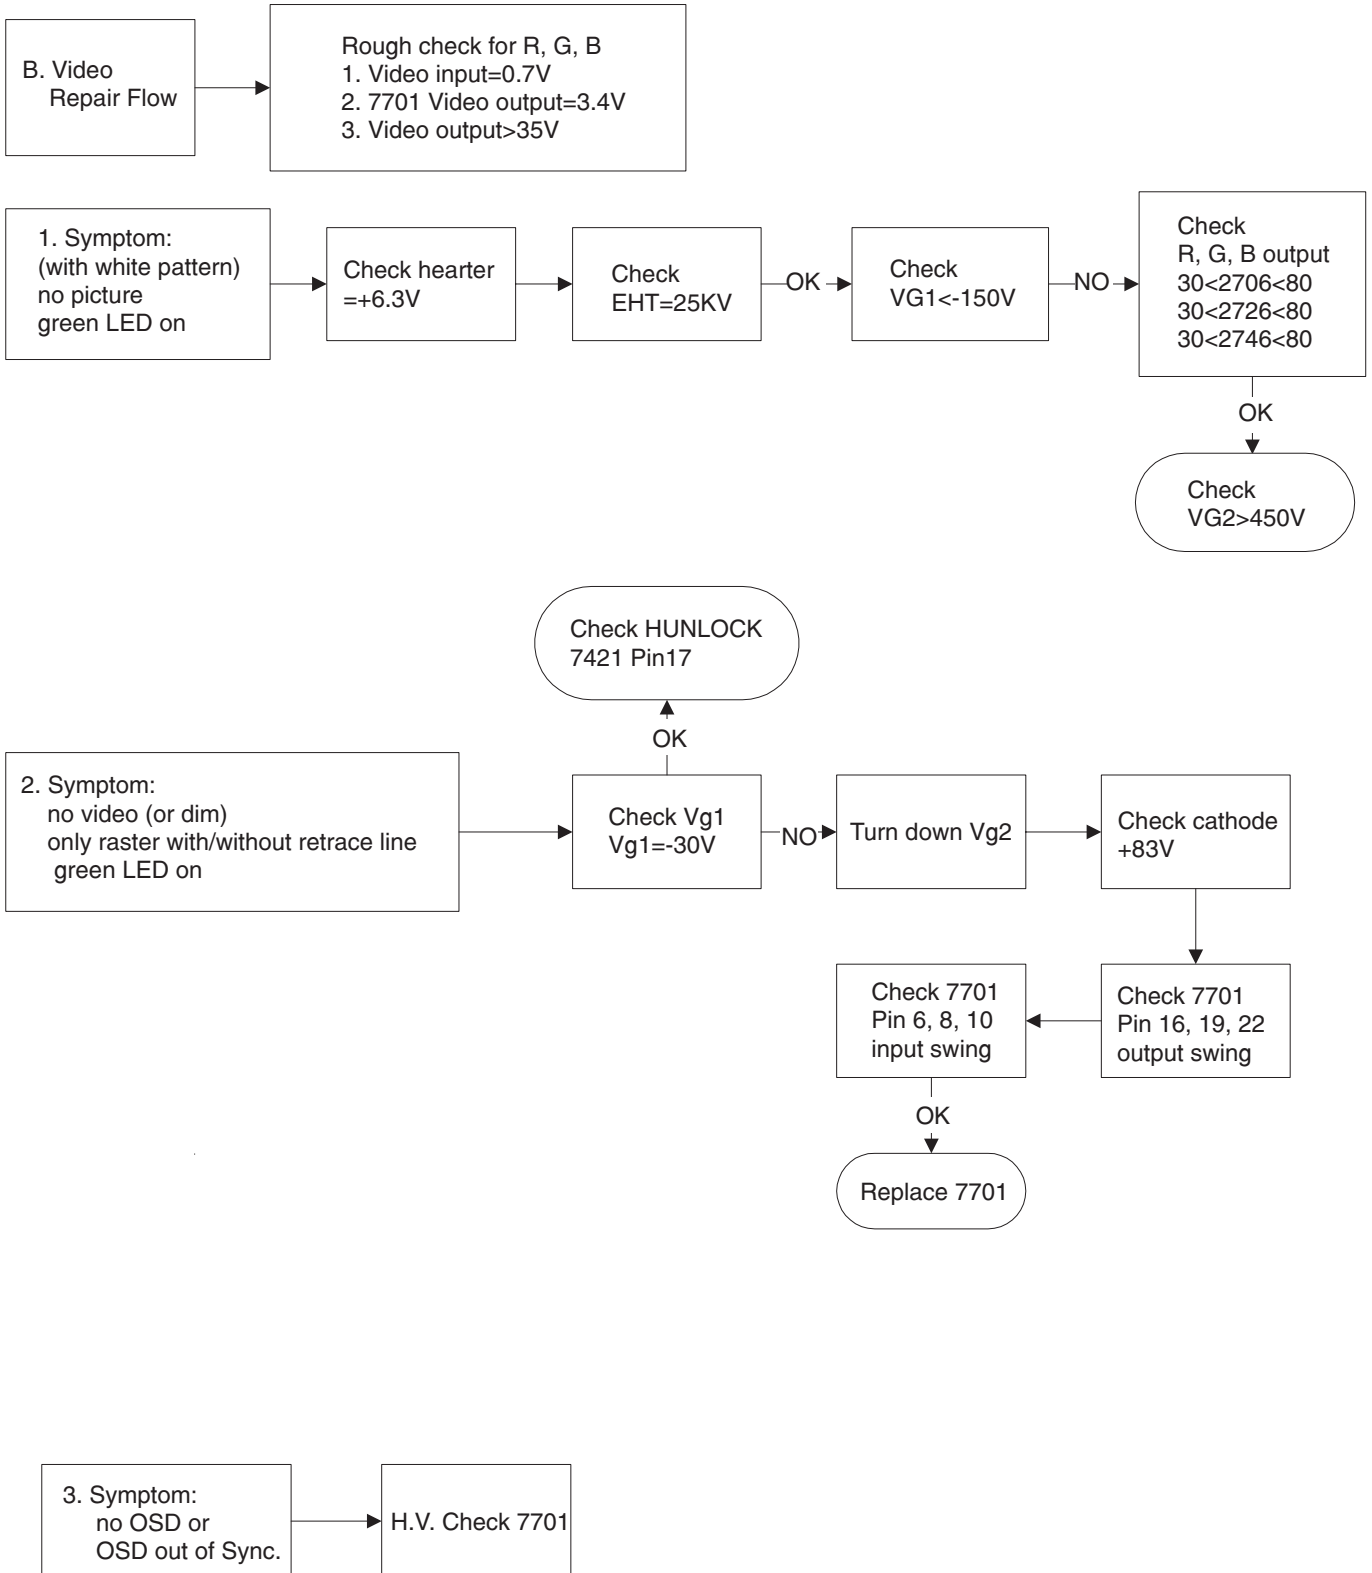 B. Video
Repair Flow
Rough check for R, G, B
1. Video input=0.7V
2. 7701 Video output=3.4V
3. Video output>35V
1. Symptom:
(with white pattern)
no picture
green LED on
Check hearter
=+6.3V
Check
EHT=25KV
OK
Check
VG1<-150V
NO
Check
R, G, B output
30<2706<80
30<2726<80
30<2746<80
OK
Check
VG2>450V
Check HUNLOCK
7421 Pin17
OK
2. Symptom:
no video (or dim)
only raster with/without retrace line
green LED on
Check Vg1
Vg1=-30V
NO
Turn down Vg2
Check cathode
+83V
Check 7701
Pin 16, 19, 22
output swing
Check 7701
Pin 6, 8, 10
input swing
OK
Replace 7701
3. Symptom:
no OSD or
OSD out of Sync.
H.V. Check 7701